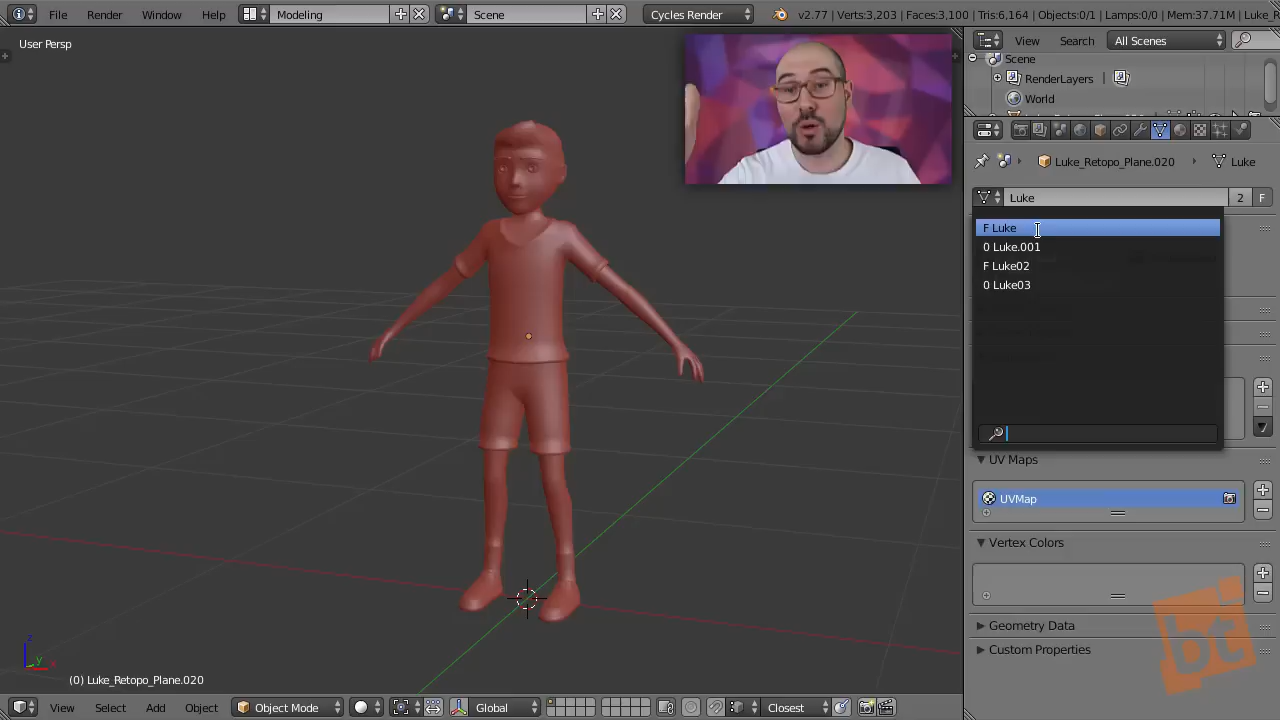 File Render Window Help Modeling Scene Cycles Render v2.77 | Verts:3,203 | Faces:3,100 | Tris:6,164 | Objects:0/1 | Lamps:0/0 | Mem:37.71M | Luke_R
User Persp
View Search All Scenes
Scene
RenderLayers
World
Luke_Retopo_Plane.020 Luke
Luke 2 F
F Luke
0 Luke.001
F Luke02
0 Luke03
UV Maps
UVMap
Vertex Colors
Geometry Data
Custom Properties
bt
z
y x
(0) Luke_Retopo_Plane.020
View Select Add Object Object Mode Global Closest